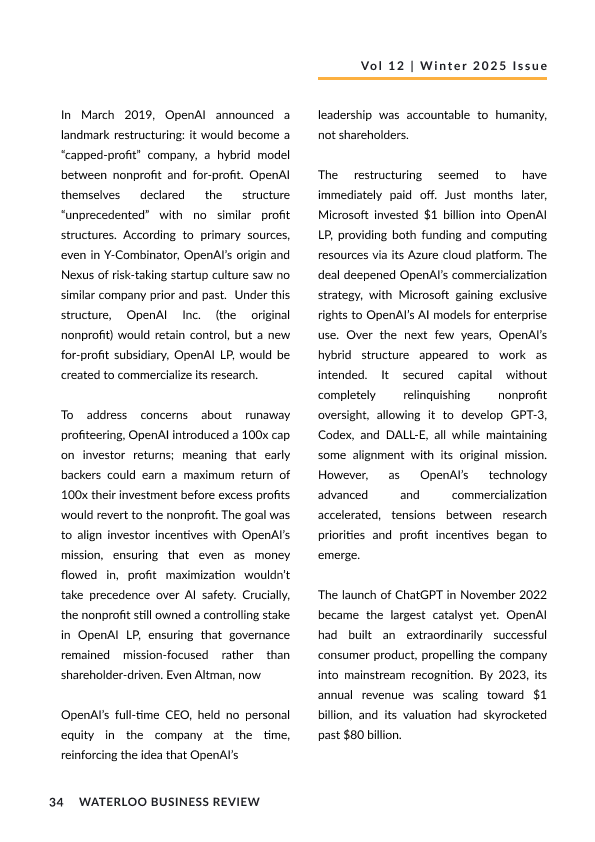 Vol 12 | Winter 2025 Issue
In March 2019, OpenAI announced a
landmark restructuring: it would become a
“capped-profit” company, a hybrid model
between nonprofit and for-profit. OpenAI
themselves declared the structure
“unprecedented” with no similar profit
structures. According to primary sources,
even in Y-Combinator, OpenAI’s origin and
Nexus of risk-taking startup culture saw no
similar company prior and past.  Under this
structure, OpenAI Inc. (the original
nonprofit) would retain control, but a new
for-profit subsidiary, OpenAI LP, would be
created to commercialize its research.
To address concerns about runaway
profiteering, OpenAI introduced a 100x cap
on investor returns; meaning that early
backers could earn a maximum return of
100x their investment before excess profits
would revert to the nonprofit. The goal was
to align investor incentives with OpenAI’s
mission, ensuring that even as money
flowed in, profit maximization wouldn’t
take precedence over AI safety. Crucially,
the nonprofit still owned a controlling stake
in OpenAI LP, ensuring that governance
remained mission-focused rather than
shareholder-driven. Even Altman, now
OpenAI’s full-time CEO, held no personal
equity in the company at the time,
reinforcing the idea that OpenAI’s
leadership was accountable to humanity,
not shareholders.
The restructuring seemed to have
immediately paid off. Just months later,
Microsoft invested $1 billion into OpenAI
LP, providing both funding and computing
resources via its Azure cloud platform. The
deal deepened OpenAI’s commercialization
strategy, with Microsoft gaining exclusive
rights to OpenAI’s AI models for enterprise
use. Over the next few years, OpenAI’s
hybrid structure appeared to work as
intended. It secured capital without
completely relinquishing nonprofit
oversight, allowing it to develop GPT-3,
Codex, and DALL-E, all while maintaining
some alignment with its original mission.
However, as OpenAI’s technology
advanced and commercialization
accelerated, tensions between research
priorities and profit incentives began to
emerge.
The launch of ChatGPT in November 2022
became the largest catalyst yet. OpenAI
had built an extraordinarily successful
consumer product, propelling the company
into mainstream recognition. By 2023, its
annual revenue was scaling toward $1
billion, and its valuation had skyrocketed
past $80 billion.
34 WATERLOO BUSINESS REVIEW